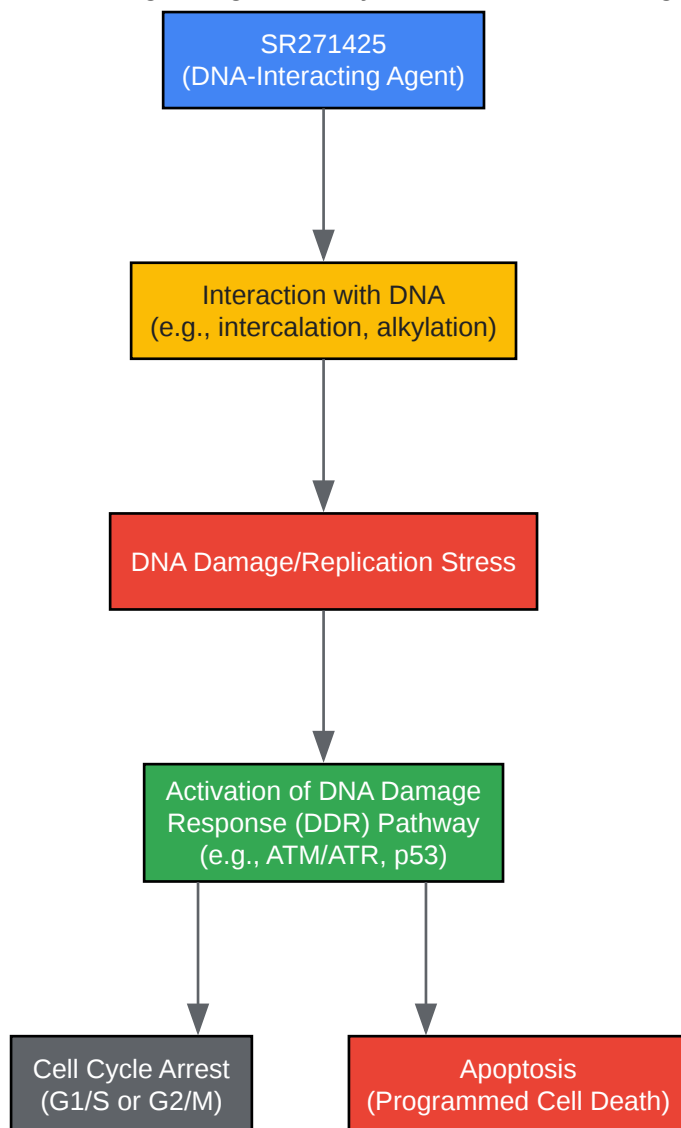 SR271425
(DNA-Interacting Agent)
Interaction with DNA
(e.g., intercalation, alkylation)
DNA Damage/Replication Stress
Activation of DNA Damage
Response (DDR) Pathway
(e.g., ATM/ATR, p53)
Cell Cycle Arrest
(G1/S or G2/M)
Apoptosis
(Programmed Cell Death)